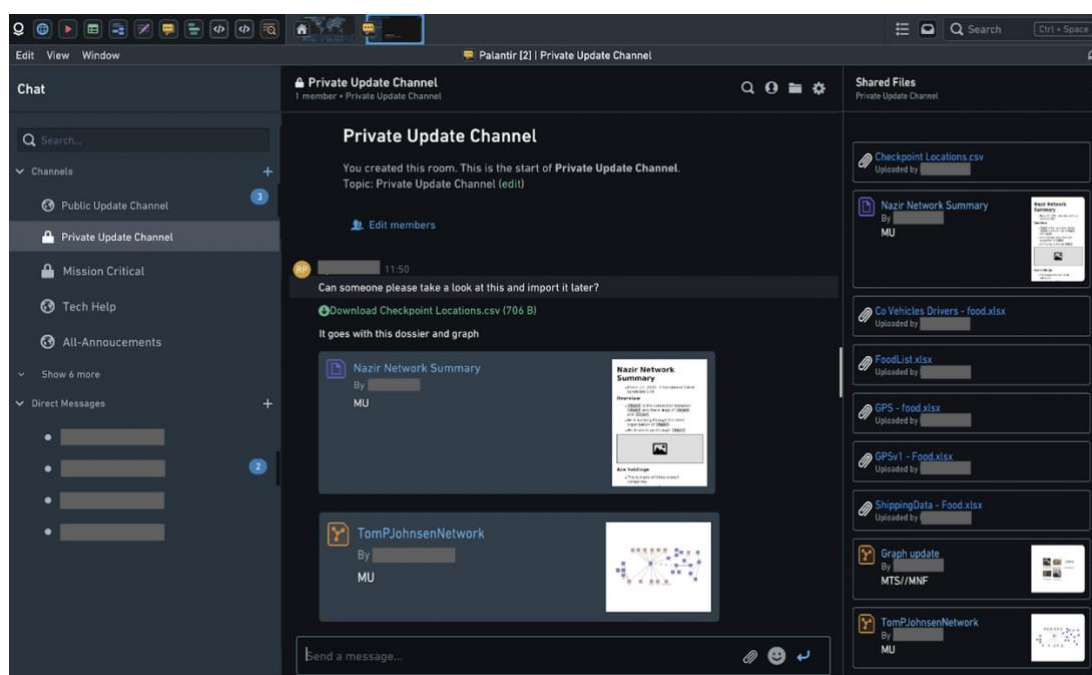 Search
Ctrl + Space
Edit View Window
Palantir [2] | Private Update Channel
Chat
Search...
Channels
Public Update Channel
3
Private Update Channel
Mission Critical
Tech Help
All-Annoucements
Show 6 more
Direct Messages
2
Private Update Channel
1 member • Private Update Channel
Private Update Channel
You created this room. This is the start of Private Update Channel.
Topic: Private Update Channel (edit)
Edit members
RP
11:50
Can someone please take a look at this and import it later?
Download Checkpoint Locations.csv (706 B)
It goes with this dossier and graph
Nazir Network Summary
By
MU
Nazir Network
Summary
Overview
TomPJohnsenNetwork
By
MU
Send a message...
Shared Files
Private Update Channel
Checkpoint Locations.csv
Uploaded by
Nazir Network Summary
By
MU
Nazir Network
Summary
Co Vehicles Drivers - food.xlsx
Uploaded by
FoodList.xlsx
Uploaded by
GPS - food.xlsx
Uploaded by
GPSv1 - Food.xlsx
Uploaded by
ShippingData - Food.xlsx
Uploaded by
Graph update
By
MTS//MNF
TomPJohnsenNetwork
By
MU